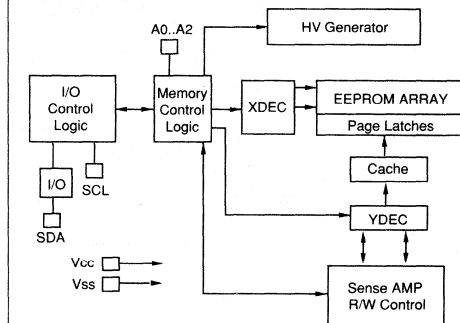 A0..A2
HV Generator
I/O
Control
Logic
Memory
Control
Logic
XDEC
EEPROM ARRAY
Page Latches
Cache
I/O
SCL
YDEC
SDA
Vcc
Vss
Sense AMP
R/W Control